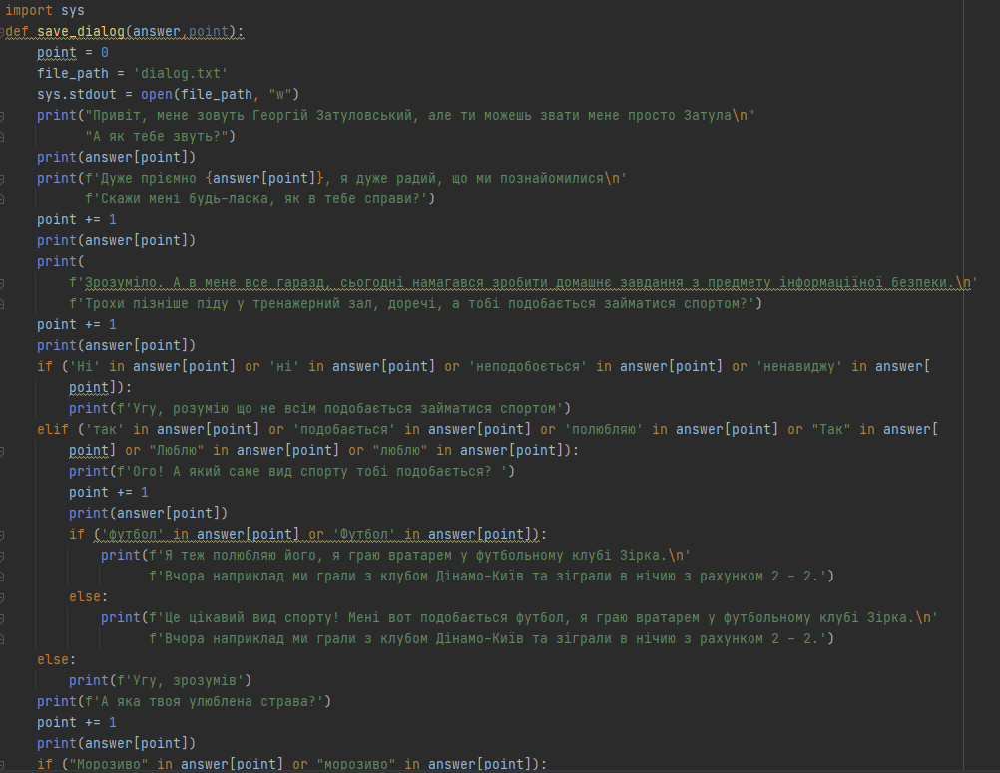 import sys
def save_dialog(answer,point):
    point = 0
    file_path = 'dialog.txt'
    sys.stdout = open(file_path, "w")
    print("Привіт, мене зовуть Георгій Затуловський, але ти можешь звати мене просто Затула\n"
          "А як тебе звуть?")
    print(answer[point])
    print(f'Дуже пріємно {answer[point]}, я дуже радий, що ми познайомилися\n'
          f'Скажи мені будь-ласка, як в тебе справи?')
    point += 1
    print(answer[point])
    print(
        f'Зрозуміло. А в мене все гаразд, сьогодні намагався зробити домашнє завдання з предмету інформаціїної безпеки.\n'
        f'Трохи пізніше піду у тренажерний зал, доречі, а тобі подобається займатися спортом?')
    point += 1
    print(answer[point])
    if ('Ні' in answer[point] or 'ні' in answer[point] or 'неподобоється' in answer[point] or 'ненавиджу' in answer[
        point]):
        print(f'Угу, розумію що не всім подобається займатися спортом')
    elif ('так' in answer[point] or 'подобається' in answer[point] or 'полюбляю' in answer[point] or "Так" in answer[
        point] or "Люблю" in answer[point] or "люблю" in answer[point]):
        print(f'Ого! А який саме вид спорту тобі подобається? ')
        point += 1
        print(answer[point])
        if ('футбол' in answer[point] or 'Футбол' in answer[point]):
            print(f'Я теж полюбляю його, я граю вратарем у футбольному клубі Зірка.\n'
                  f'Вчора наприклад ми грали з клубом Дінамо-Київ та зіграли в нічию з рахунком 2 - 2.')
        else:
            print(f'Це цікавий вид спорту! Мені вот подобається футбол, я граю вратарем у футбольному клубі Зірка.\n'
                  f'Вчора наприклад ми грали з клубом Дінамо-Київ та зіграли в нічию з рахунком 2 - 2.')
    else:
        print(f'Угу, зрозумів')
    print(f'А яка твоя улюблена страва?')
    point += 1
    print(answer[point])
    if ("Морозиво" in answer[point] or "морозиво" in answer[point]):